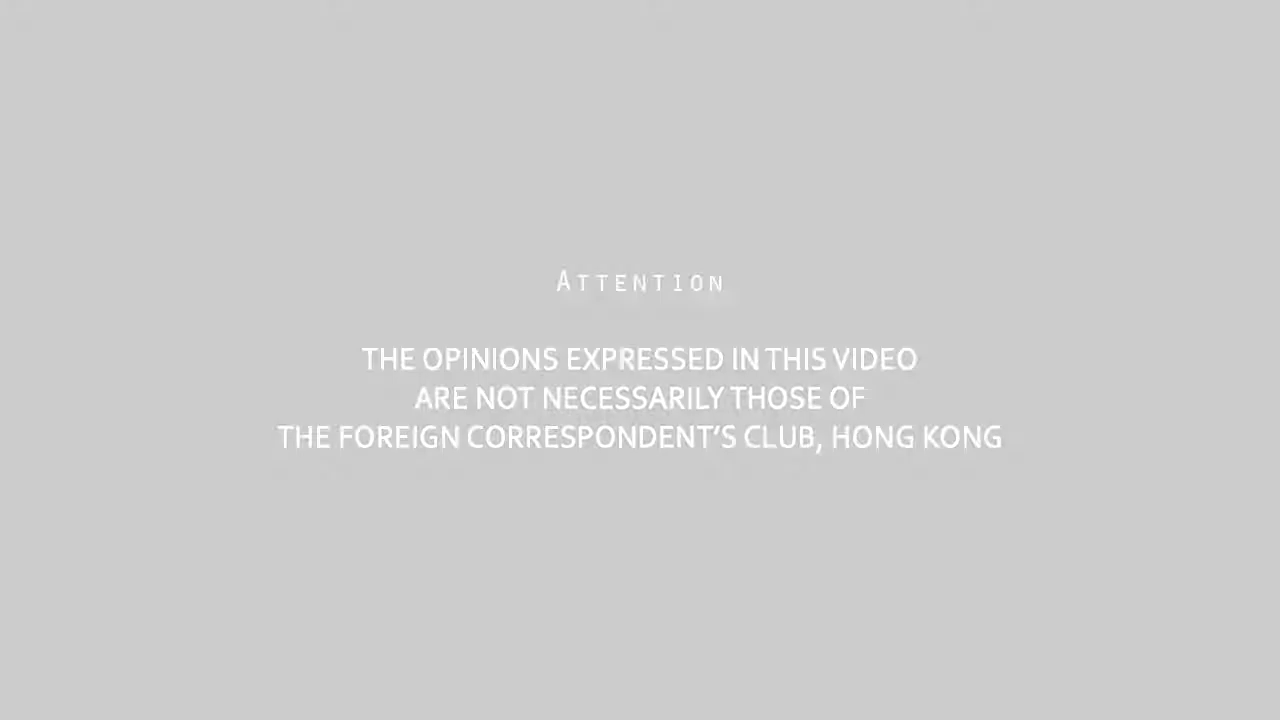 Attention
THE OPINIONS EXPRESSED IN THIS VIDEO
ARE NOT NECESSARILY THOSE OF
THE FOREIGN CORRESPONDENT'S CLUB, HONG KONG